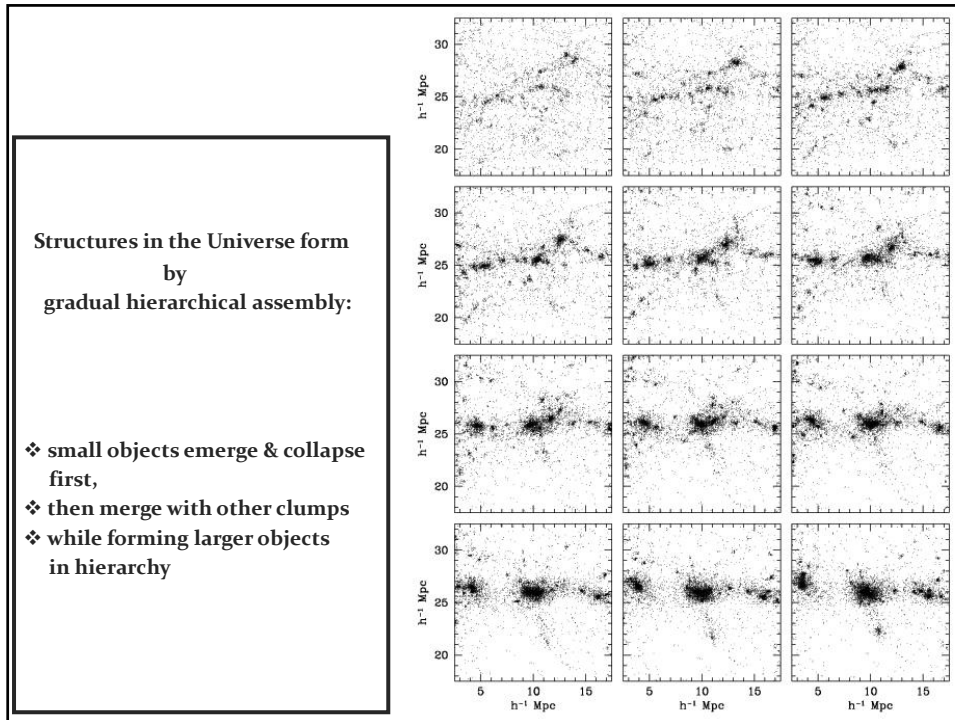 Structures in the Universe form
by
gradual hierarchical assembly:
❖ small objects emerge & collapse
first,
❖ then merge with other clumps
❖ while forming larger objects
in hierarchy
30
25
20
h⁻¹ Mpc
30
25
20
h⁻¹ Mpc
30
25
20
h⁻¹ Mpc
30
25
20
h⁻¹ Mpc
5 10 15 5 10 15 5 10 15
h⁻¹ Mpc h⁻¹ Mpc h⁻¹ Mpc